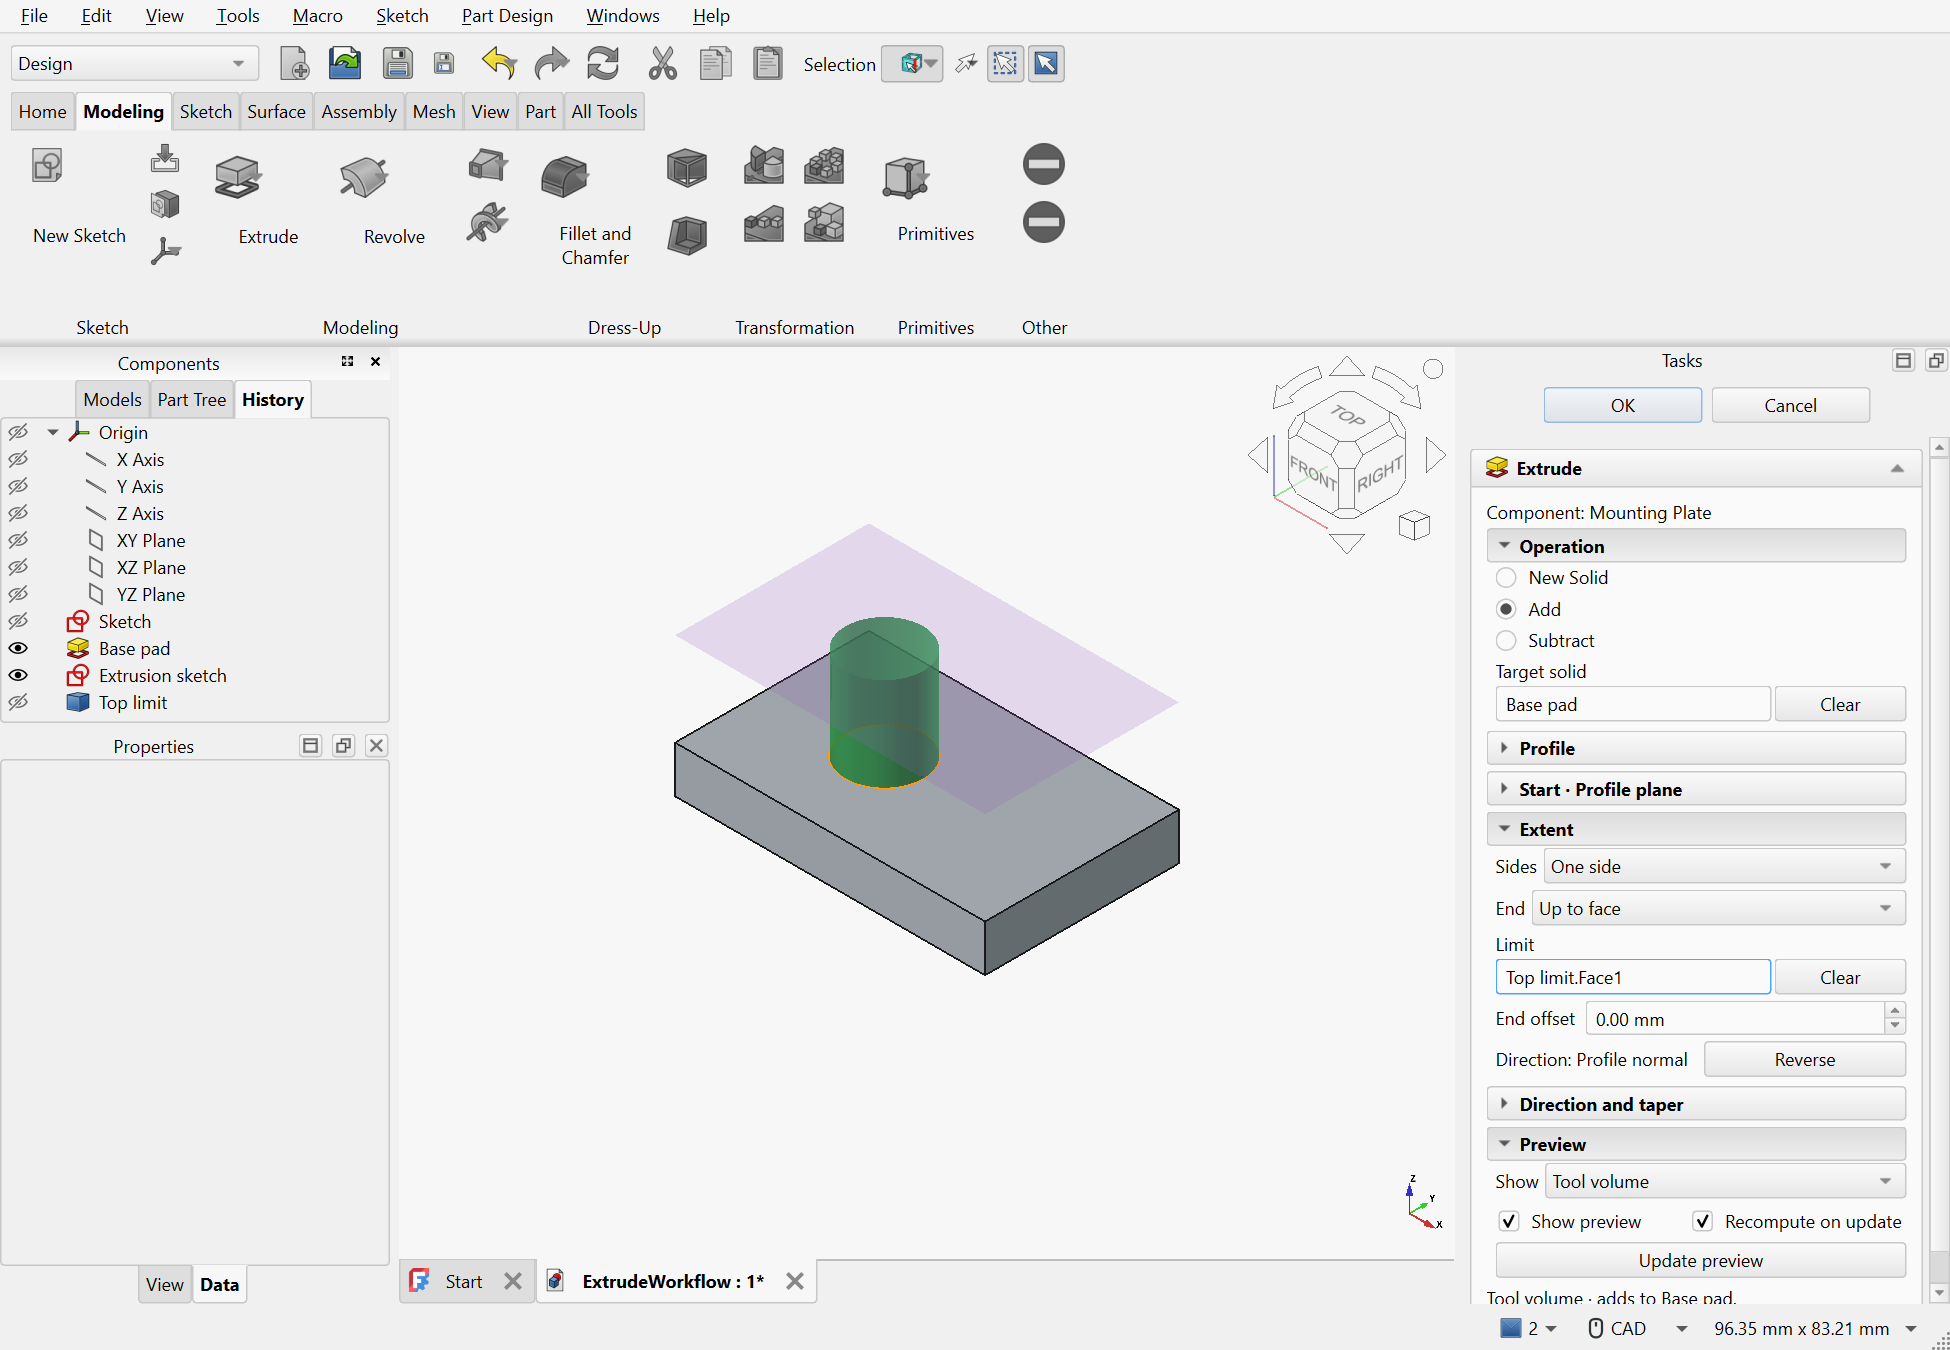 File Edit View Tools Macro Sketch Part Design Windows Help
Design
Selection
Home Modeling Sketch Surface Assembly Mesh View Part All Tools
New Sketch
Extrude
Revolve
Fillet and
Chamfer
Primitives
Sketch Modeling Dress-Up Transformation Primitives Other
Components
Models Part Tree History
Origin
X Axis
Y Axis
Z Axis
XY Plane
XZ Plane
YZ Plane
Sketch
Base pad
Extrusion sketch
Top limit
Properties
View Data
TOP
FRONT
RIGHT
Z
Y
X
Start
ExtrudeWorkflow : 1*
Tasks
OK Cancel
Extrude
Component: Mounting Plate
Operation
New Solid
Add
Subtract
Target solid
Base pad Clear
Profile
Start · Profile plane
Extent
Sides One side
End Up to face
Limit
Top limit.Face1 Clear
End offset 0.00 mm
Direction: Profile normal Reverse
Direction and taper
Preview
Show Tool volume
Show preview Recompute on update
Update preview
Tool volume · adds to Base pad.
2 CAD 96.35 mm x 83.21 mm